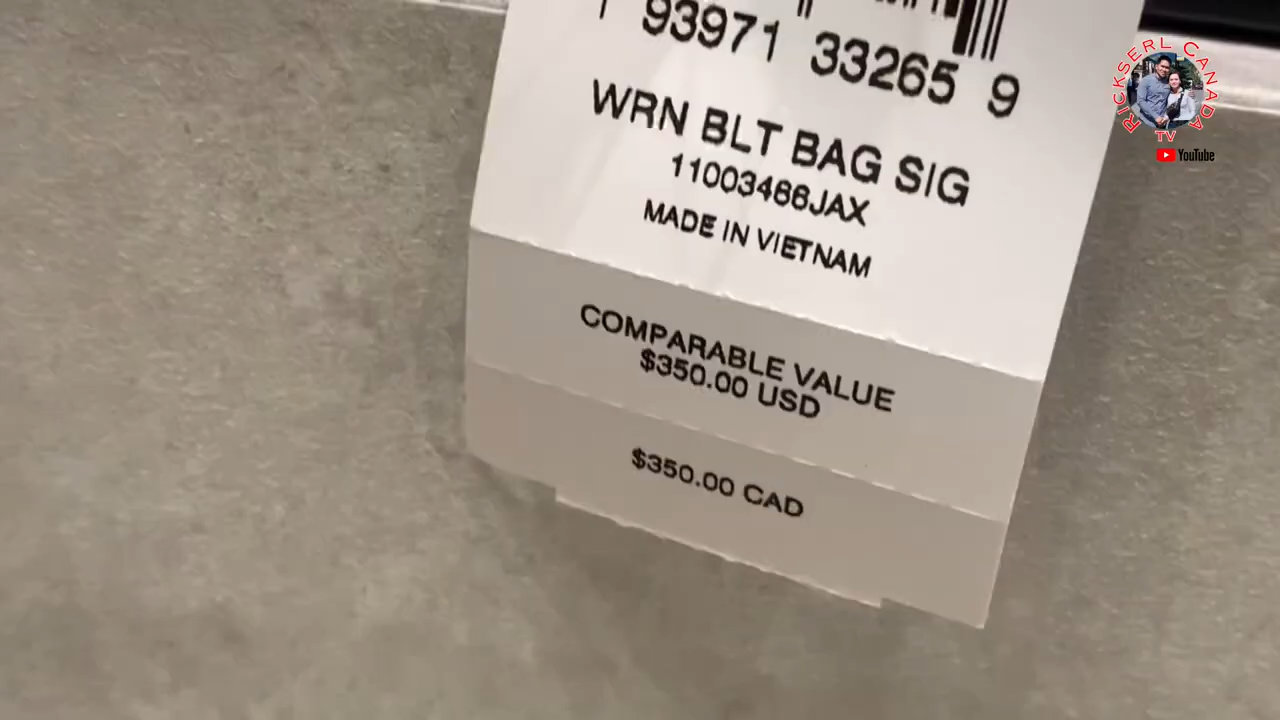 1 93971 33265 9
WRN BLT BAG SIG
11003466JAX
MADE IN VIETNAM
COMPARABLE VALUE
$350.00 USD
$350.00 CAD
RICKSERL CANADA
TV
YouTube